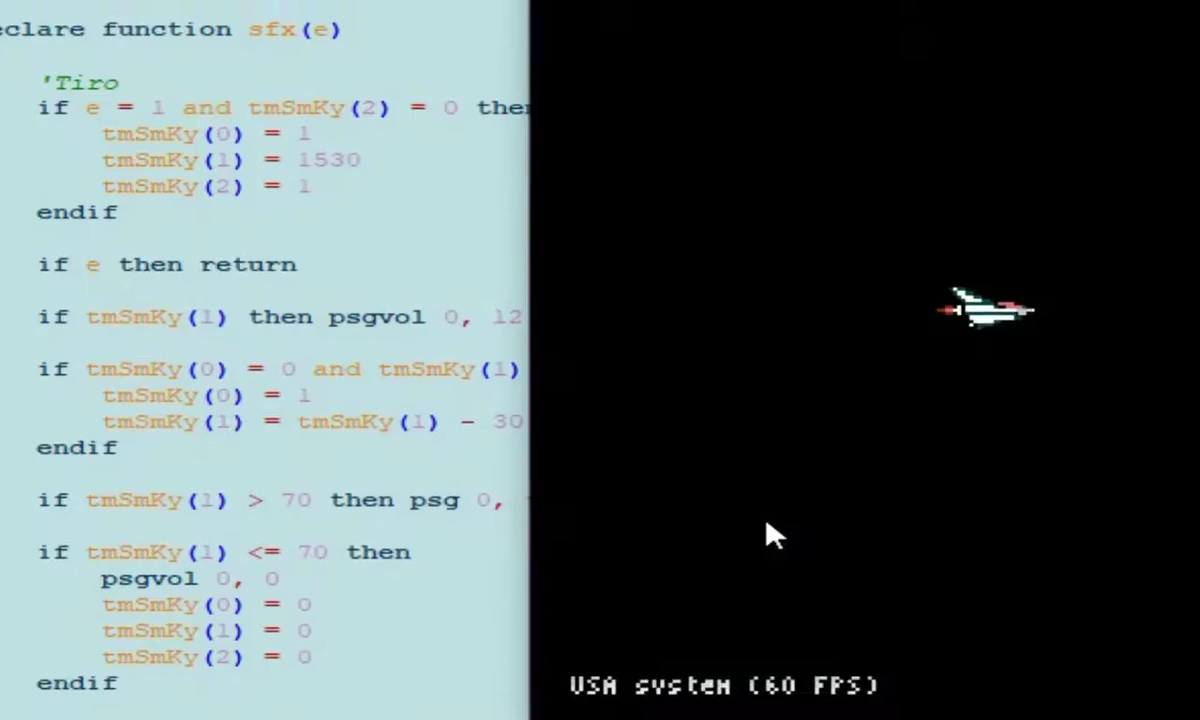 eclare function sfx(e)
'Tiro
if e = 1 and tmSmKy(2) = 0 then
tmSmKy(0) = 1
tmSmKy(1) = 1530
tmSmKy(2) = 1
endif
if e then return
if tmSmKy(1) then psgvol 0, 12
if tmSmKy(0) = 0 and tmSmKy(1)
tmSmKy(0) = 1
tmSmKy(1) = tmSmKy(1) - 30
endif
if tmSmKy(1) > 70 then psg 0,
if tmSmKy(1) <= 70 then
psgvol 0, 0
tmSmKy(0) = 0
tmSmKy(1) = 0
tmSmKy(2) = 0
endif
USA system (60 FPS)